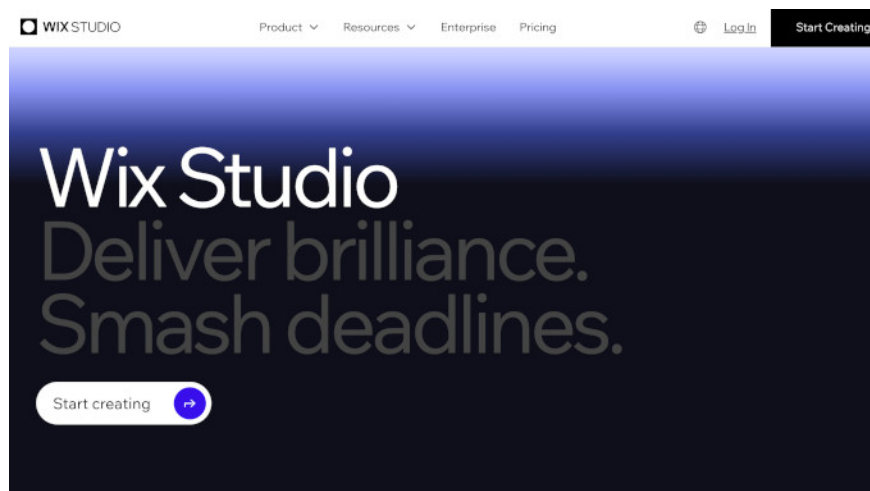 WIX STUDIO
Product Resources Enterprise Pricing Log In Start Creating
Wix Studio
Deliver brilliance.
Smash deadlines.
Start creating